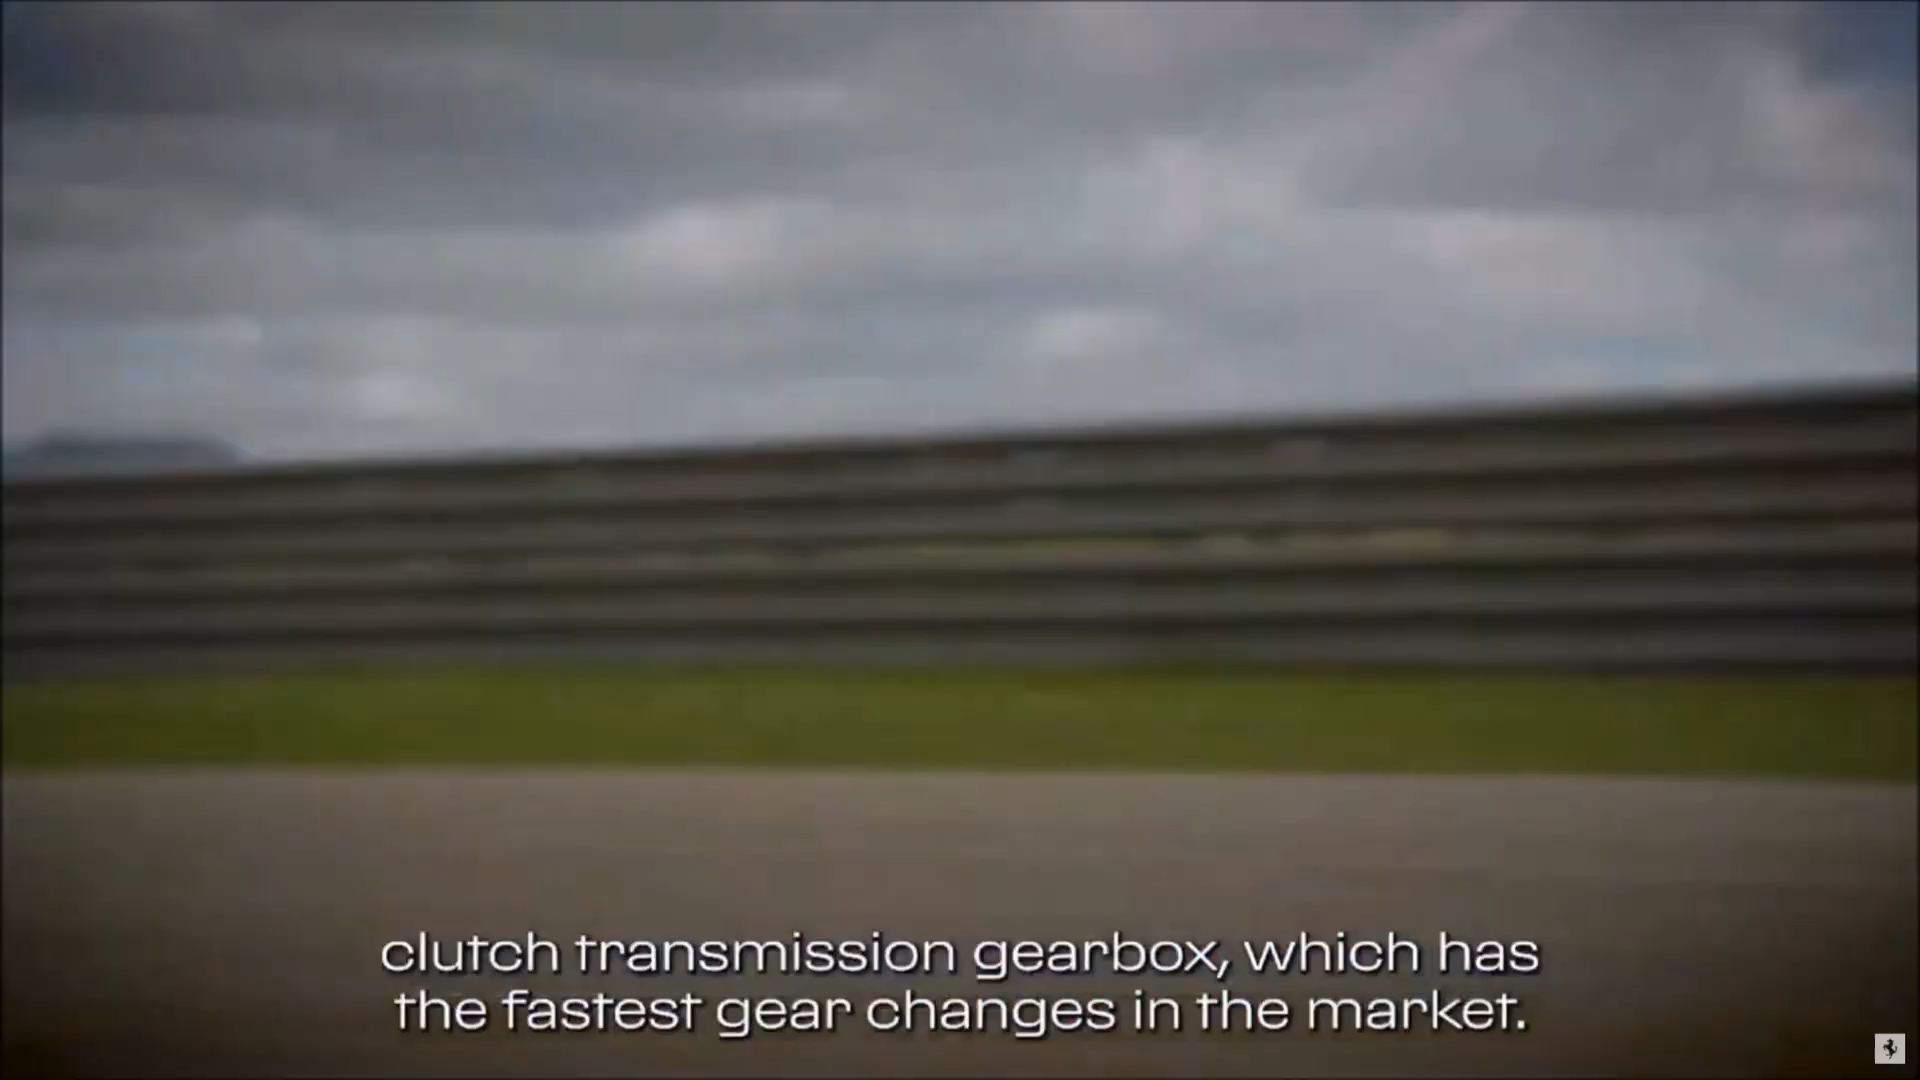 clutch transmission gearbox, which has
the fastest gear changes in the market.